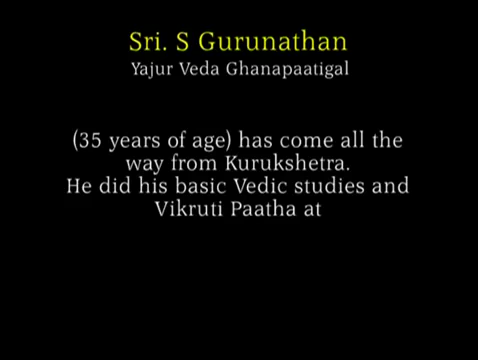 Sri. S Gurunathan
Yajur Veda Ghanapaatigal
(35 years of age) has come all the
way from Kurukshetra.
He did his basic Vedic studies and
Vikruti Paatha at